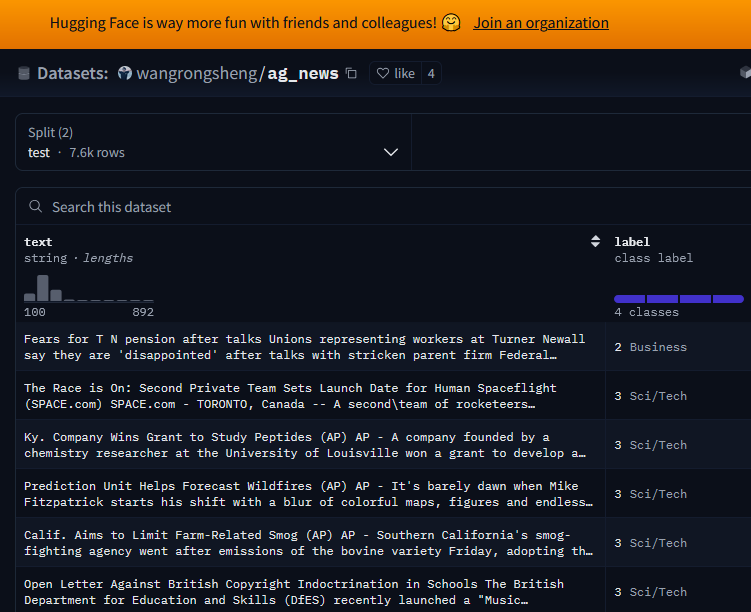 Hugging Face is way more fun with friends and colleagues! 🤗 Join an organization
Datasets: wangrongsheng/ag_news like 4
Split (2)
test · 7.6k rows
Search this dataset
text
string · lengths
100 892
label
class label
4 classes
Fears for T N pension after talks Unions representing workers at Turner Newall
say they are 'disappointed' after talks with stricken parent firm Federal…
2 Business
The Race is On: Second Private Team Sets Launch Date for Human Spaceflight
(SPACE.com) SPACE.com - TORONTO, Canada -- A second\team of rocketeers…
3 Sci/Tech
Ky. Company Wins Grant to Study Peptides (AP) AP - A company founded by a
chemistry researcher at the University of Louisville won a grant to develop a…
3 Sci/Tech
Prediction Unit Helps Forecast Wildfires (AP) AP - It's barely dawn when Mike
Fitzpatrick starts his shift with a blur of colorful maps, figures and endless…
3 Sci/Tech
Calif. Aims to Limit Farm-Related Smog (AP) AP - Southern California's smog-
fighting agency went after emissions of the bovine variety Friday, adopting th…
3 Sci/Tech
Open Letter Against British Copyright Indoctrination in Schools The British
Department for Education and Skills (DfES) recently launched a "Music…
3 Sci/Tech